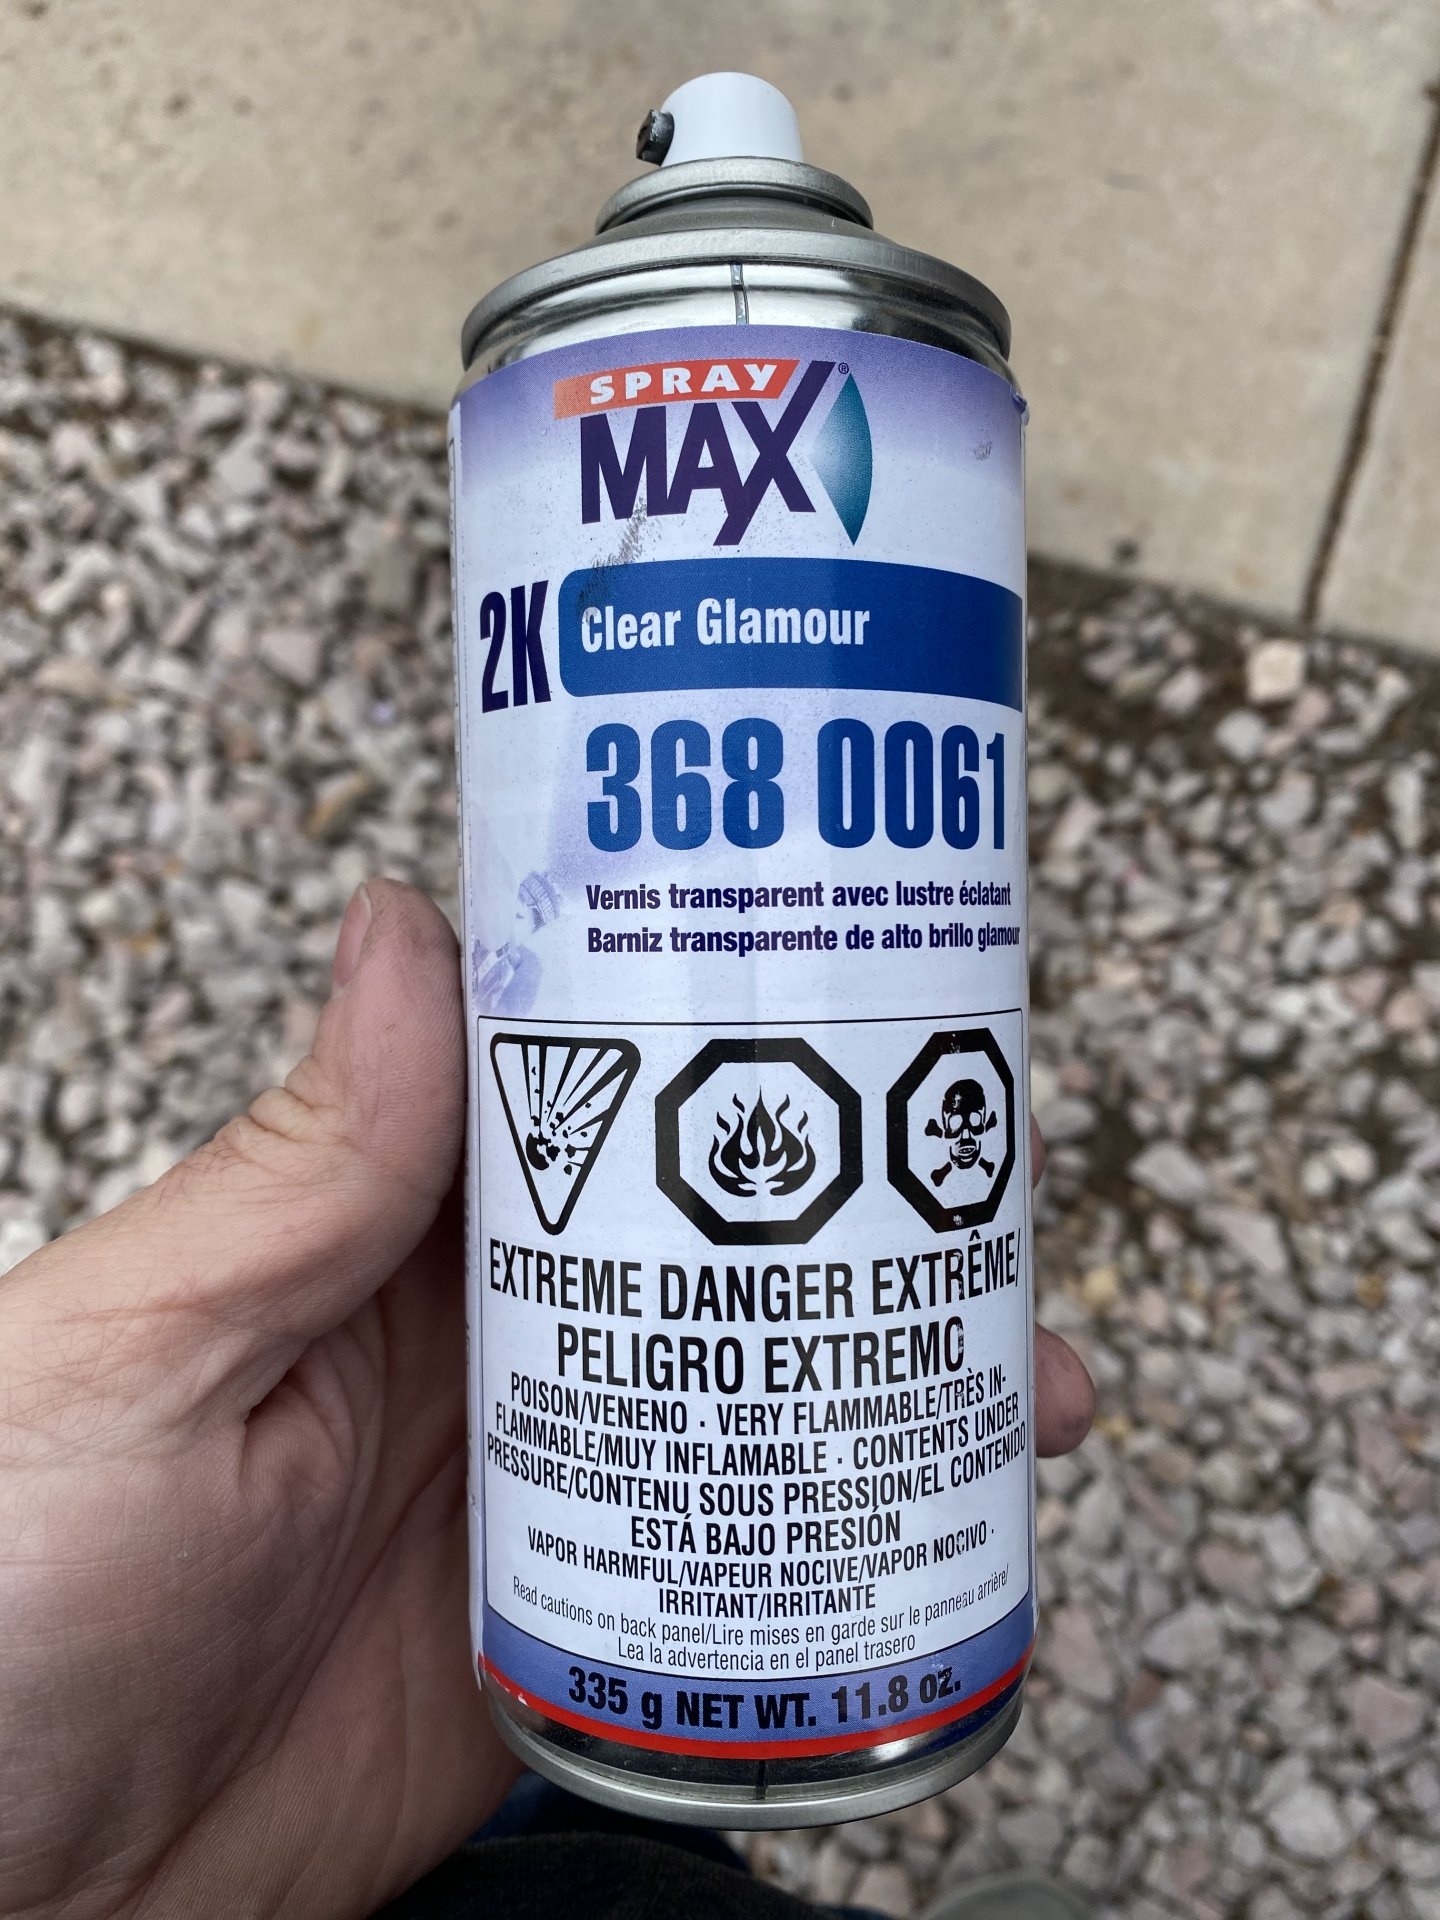 SPRAY
MAX®
2K Clear Glamour
368 0061
Vernis transparent avec lustre éclatant
Barniz transparente de alto brillo glamour
EXTREME DANGER EXTRÊME/
PELIGRO EXTREMO
POISON/VENENO · VERY FLAMMABLE/TRÈS IN-
FLAMMABLE/MUY INFLAMABLE · CONTENTS UNDER
PRESSURE/CONTENU SOUS PRESSION/EL CONTENIDO
ESTÁ BAJO PRESIÓN
VAPOR HARMFUL/VAPEUR NOCIVE/VAPOR NOCIVO ·
IRRITANT/IRRITANTE
Read cautions on back panel/Lire mises en garde sur le panneau arrière/
Lea la advertencia en el panel trasero
335 g NET WT. 11.8 oz.